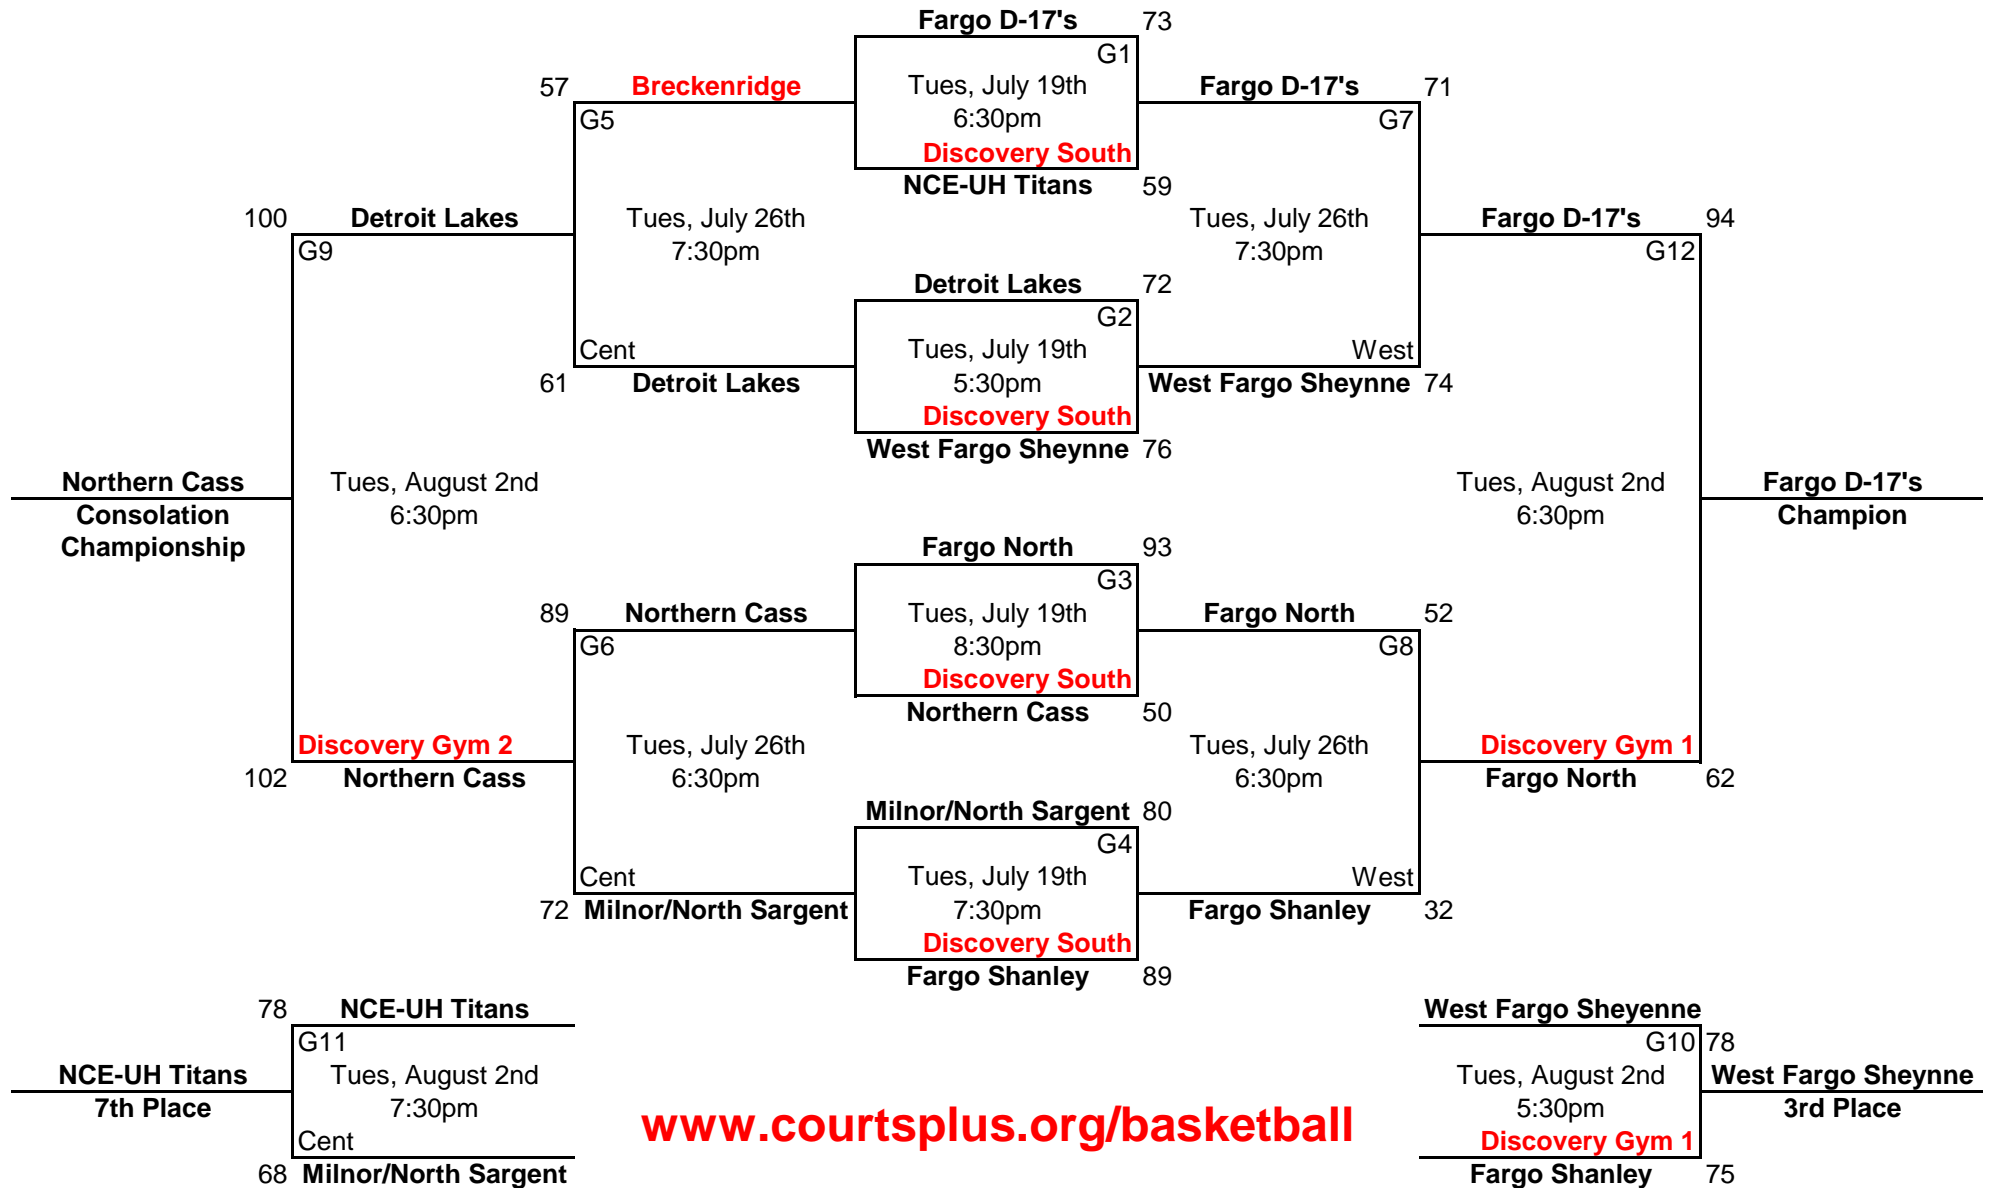 Fargo D-17's 73
G1
57 Breckenridge Tues, July 19th Fargo D-17's 71
G5 6:30pm G7
Discovery South
NCE-UH Titans 59
100 Detroit Lakes Tues, July 26th Tues, July 26th Fargo D-17's 94
G9 7:30pm 7:30pm G12
Detroit Lakes 72
G2
Cent Tues, July 19th West
61 Detroit Lakes 5:30pm West Fargo Sheynne 74
Discovery South
West Fargo Sheynne 76
Northern Cass Tues, August 2nd Tues, August 2nd Fargo D-17's
Consolation 6:30pm 6:30pm Champion
Championship Fargo North 93
G3
89 Northern Cass Tues, July 19th Fargo North 52
G6 8:30pm G8
Discovery South
Northern Cass 50
Discovery Gym 2 Tues, July 26th Tues, July 26th Discovery Gym 1
102 Northern Cass 6:30pm 6:30pm Fargo North 62
Milnor/North Sargent 80
G4
Cent Tues, July 19th West
72 Milnor/North Sargent 7:30pm Fargo Shanley 32
Discovery South
Fargo Shanley 89
78 NCE-UH Titans West Fargo Sheyenne
G11 G10 78
NCE-UH Titans Tues, August 2nd Tues, August 2nd West Fargo Sheynne
7th Place 7:30pm www.courtsplus.org/basketball 5:30pm 3rd Place
Cent Discovery Gym 1
68 Milnor/North Sargent Fargo Shanley 75